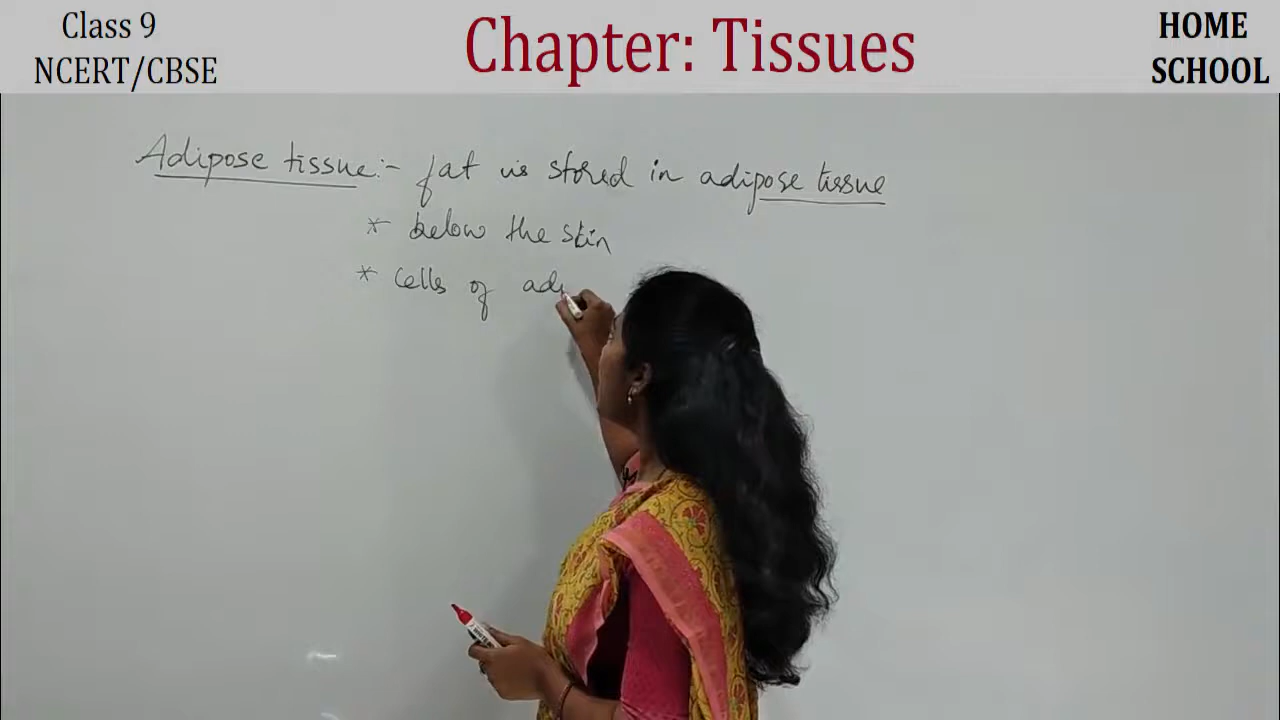 Class 9
NCERT/CBSE
Chapter: Tissues
HOME
SCHOOL
Adipose tissue:- fat is stored in adipose tissue
* below the skin
* Cells of adi